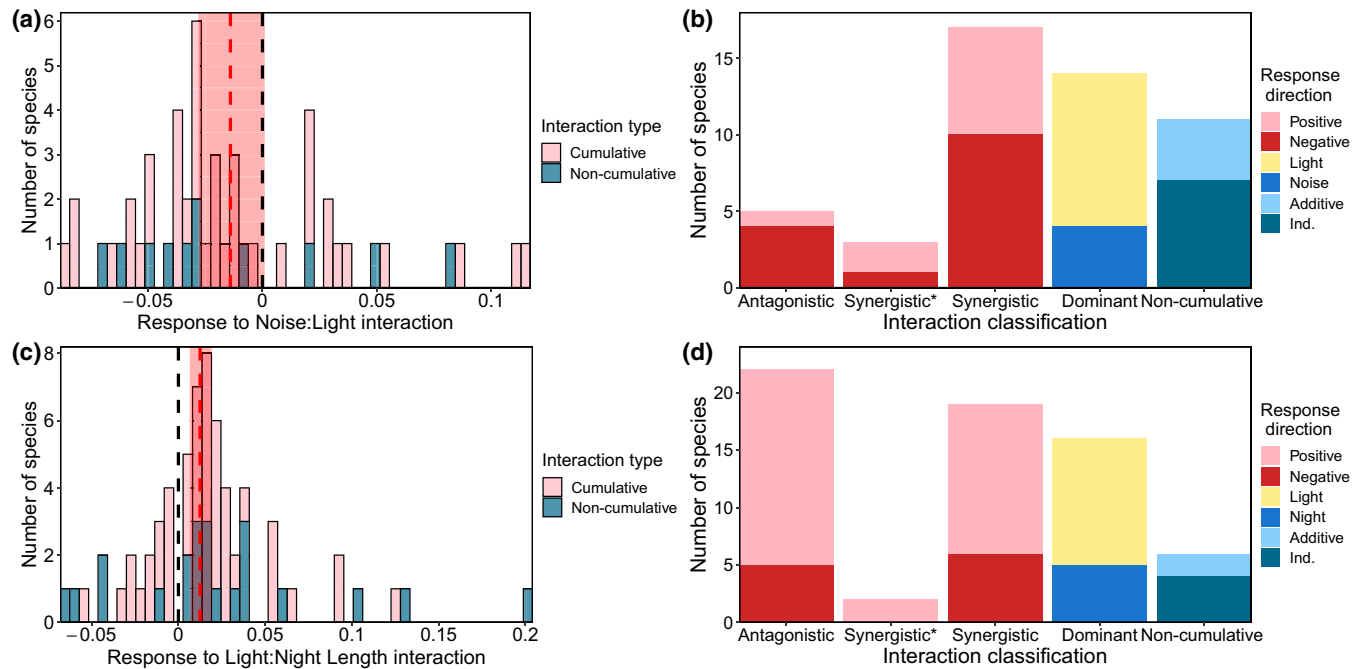 (a)
Number of species
6
5
4
3
2
1
0
−0.05
0
0.05
0.1
Response to Noise:Light interaction
Interaction type
Cumulative
Non-cumulative
(b)
Number of species
15
10
5
0
Antagonistic
Synergistic*
Synergistic
Dominant
Non-cumulative
Interaction classification
Response
direction
Positive
Negative
Light
Noise
Additive
Ind.
(c)
Number of species
8
6
4
2
0
−0.05
0
0.05
0.1
0.15
0.2
Response to Light:Night Length interaction
Interaction type
Cumulative
Non-cumulative
(d)
Number of species
20
15
10
5
0
Antagonistic
Synergistic*
Synergistic
Dominant
Non-cumulative
Interaction classification
Response
direction
Positive
Negative
Light
Night
Additive
Ind.